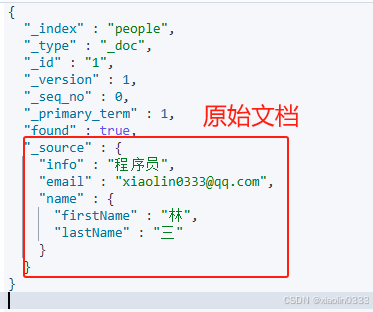 {
  "_index" : "people",
  "_type" : "_doc",
  "_id" : "1",
  "_version" : 1,
  "_seq_no" : 0,
  "_primary_term" : 1,
  "found" : true,
原始文档
  "_source" : {
    "info" : "程序员",
    "email" : "xiaolin0333@qq.com",
    "name" : {
      "firstName" : "林",
      "lastName" : "三"
    }
  }
}
CSDN @xiaolin0333